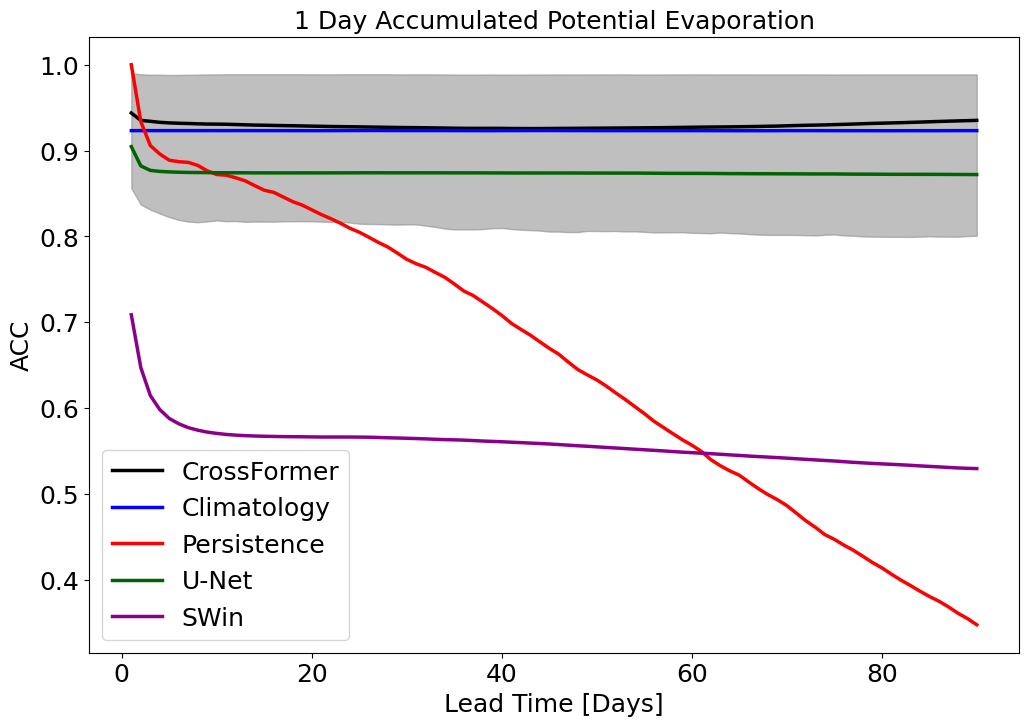 1 Day Accumulated Potential Evaporation
1.0
0.9
0.8
0.7
0.6
0.5
0.4
ACC
CrossFormer
Climatology
Persistence
U-Net
SWin
0 20 40 60 80
Lead Time [Days]